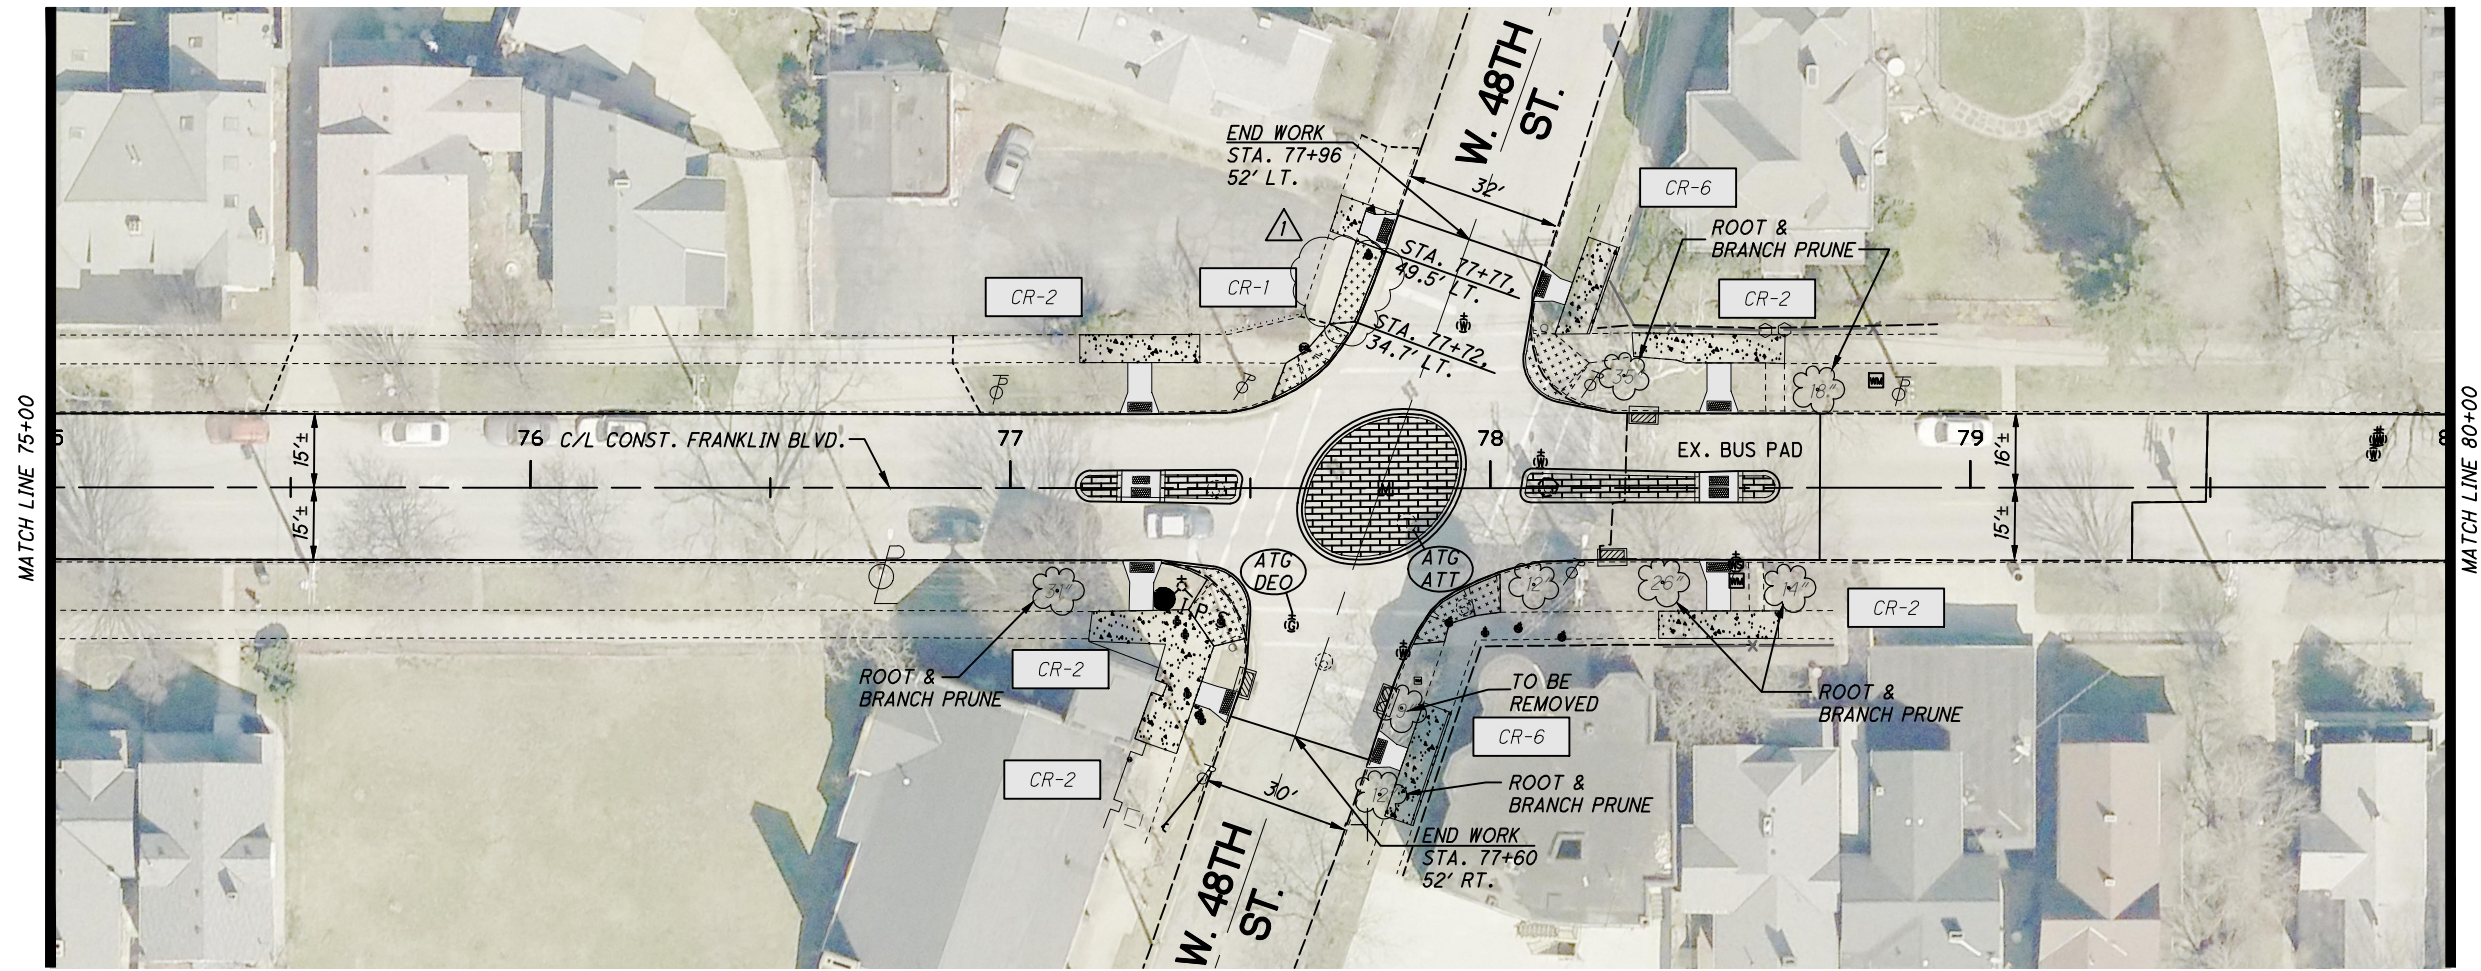 W. 48TH
ST.
END WORK
STA. 77+96
52' LT.
32'
CR-6
ROOT &
BRANCH PRUNE
1
STA. 77+77,
49.5' LT.
CR-2
CR-1
CR-2
W
STA. 77+72,
34.7' LT.
35"
18"
WM
MATCH LINE 75+00
MATCH LINE 80+00
5
15'±
76
C/L CONST. FRANKLIN BLVD.
77
78
W
EX. BUS PAD
79
16'±
W
8
15'±
15'±
ATG
DEO
ATG
ATT
31"
12"
26"
WM
14"
CR-2
G
W
CR-2
ROOT &
BRANCH PRUNE
TO BE
REMOVED
ROOT &
BRANCH PRUNE
CR-6
CR-2
30'
12"
ROOT &
BRANCH PRUNE
END WORK
STA. 77+60
52' RT.
W. 48TH
ST.